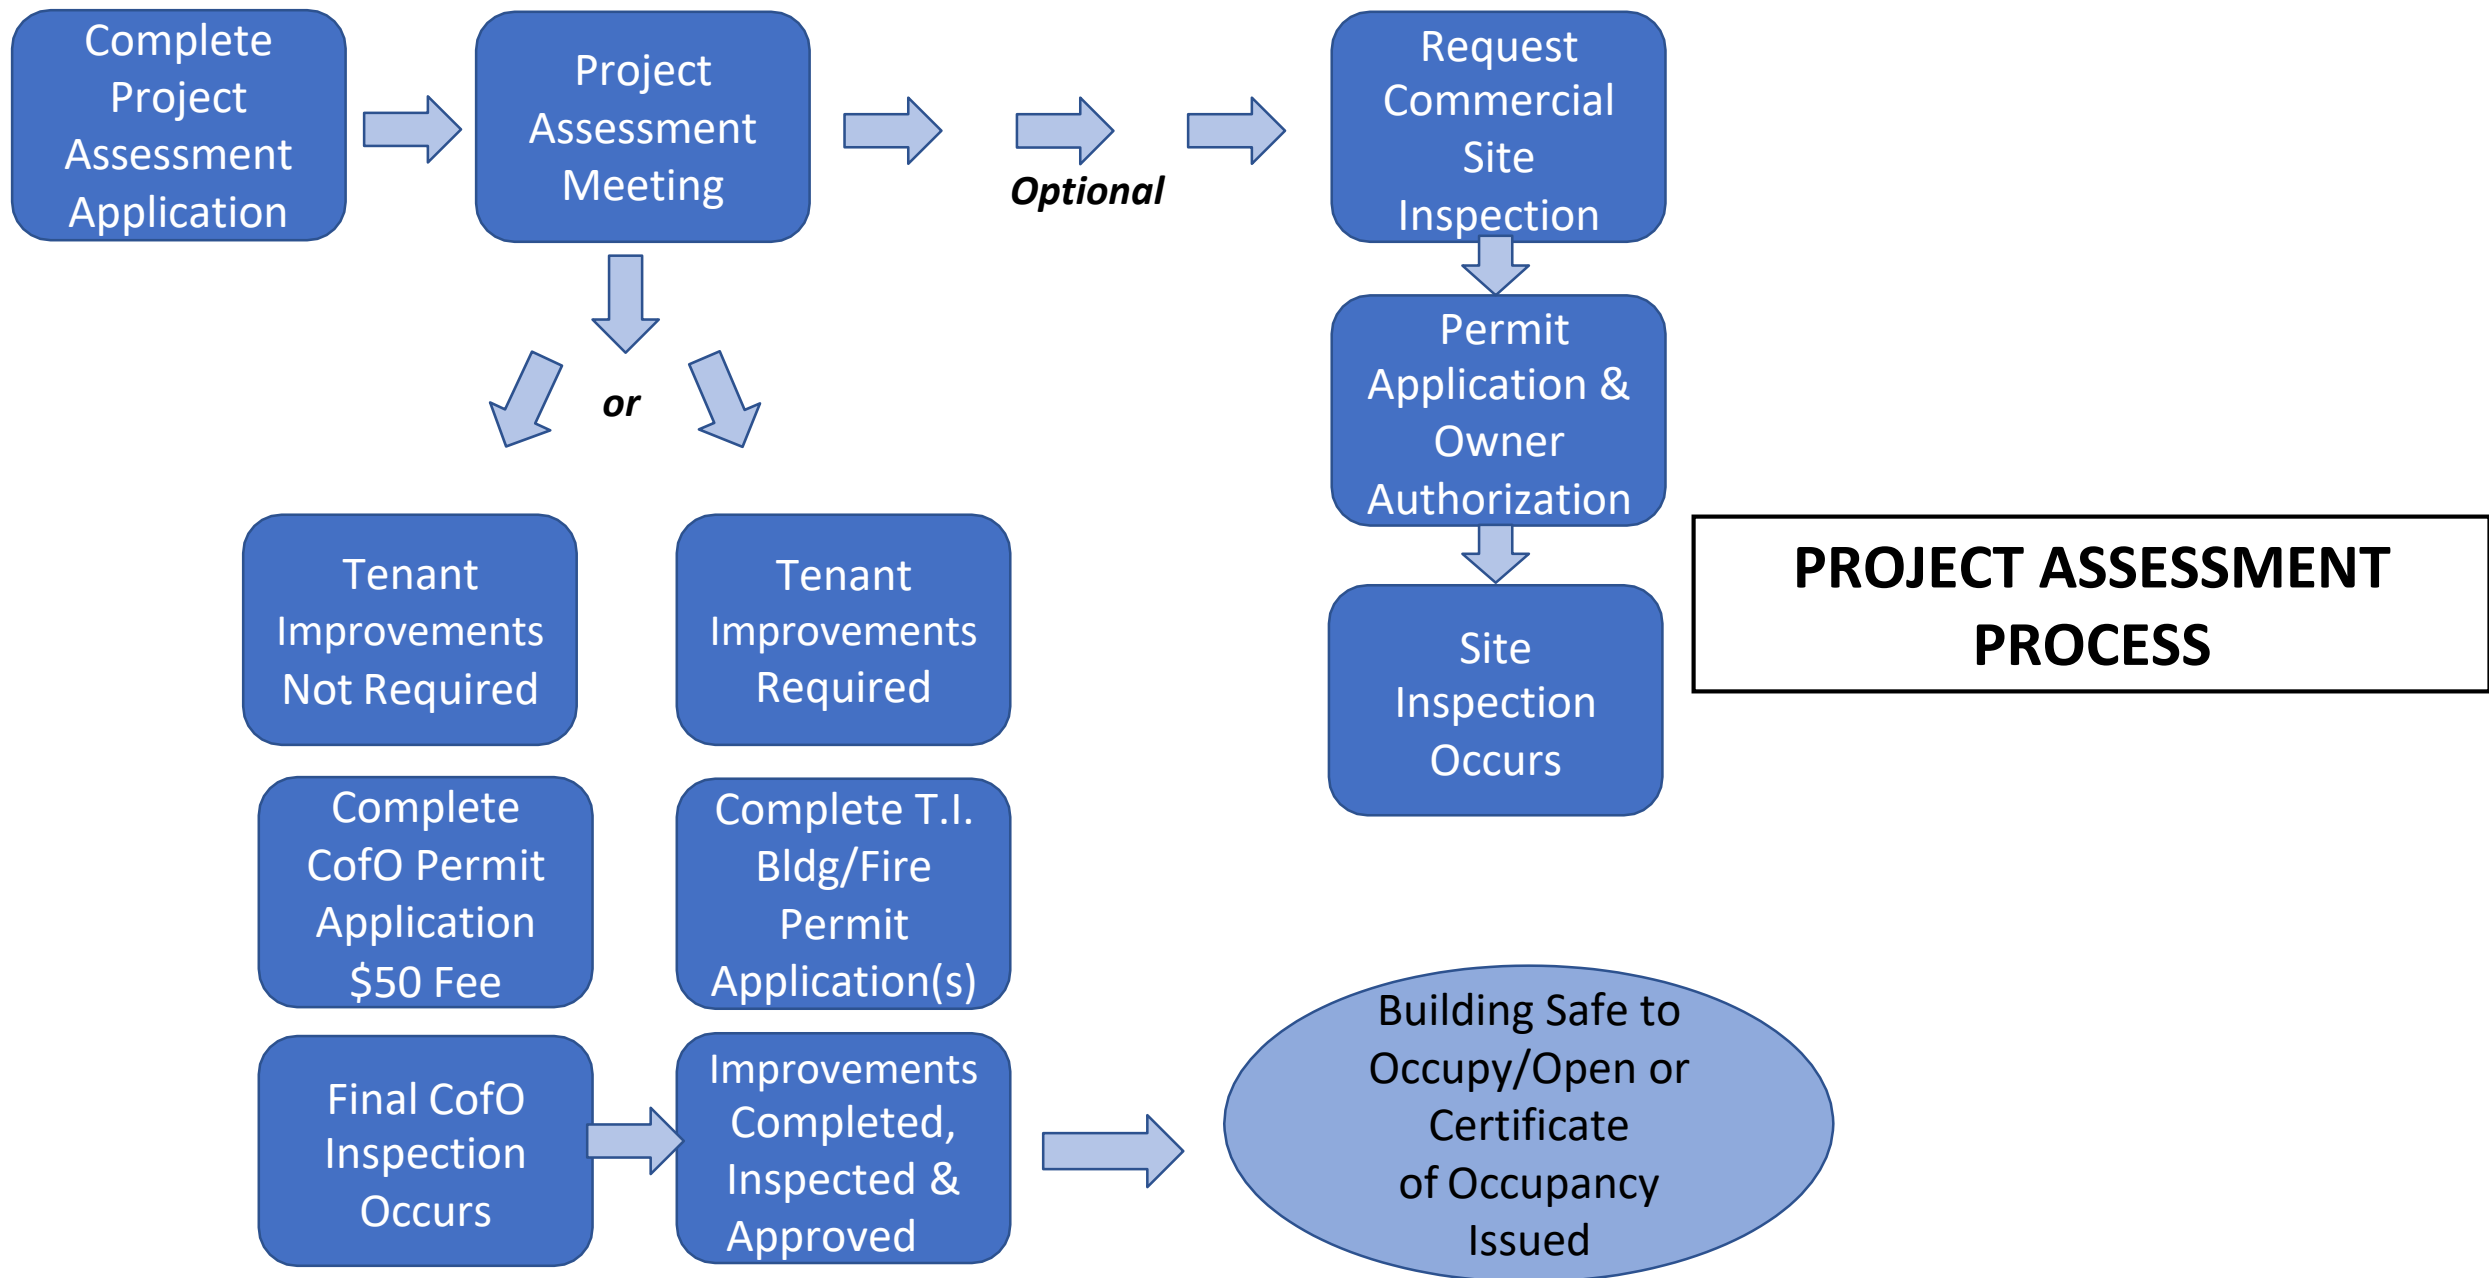 Complete
Project
Assessment
Application
Project
Assessment
Meeting
Optional
Request
Commercial
Site
Inspection
Permit
Application &
Owner
Authorization
Site
Inspection
Occurs
PROJECT ASSESSMENT
PROCESS
or
Tenant
Improvements
Not Required
Tenant
Improvements
Required
Complete
CofO Permit
Application
$50 Fee
Complete T.I.
Bldg/Fire
Permit
Application(s)
Final CofO
Inspection
Occurs
Improvements
Completed,
Inspected &
Approved
Building Safe to
Occupy/Open or
Certificate
of Occupancy
Issued